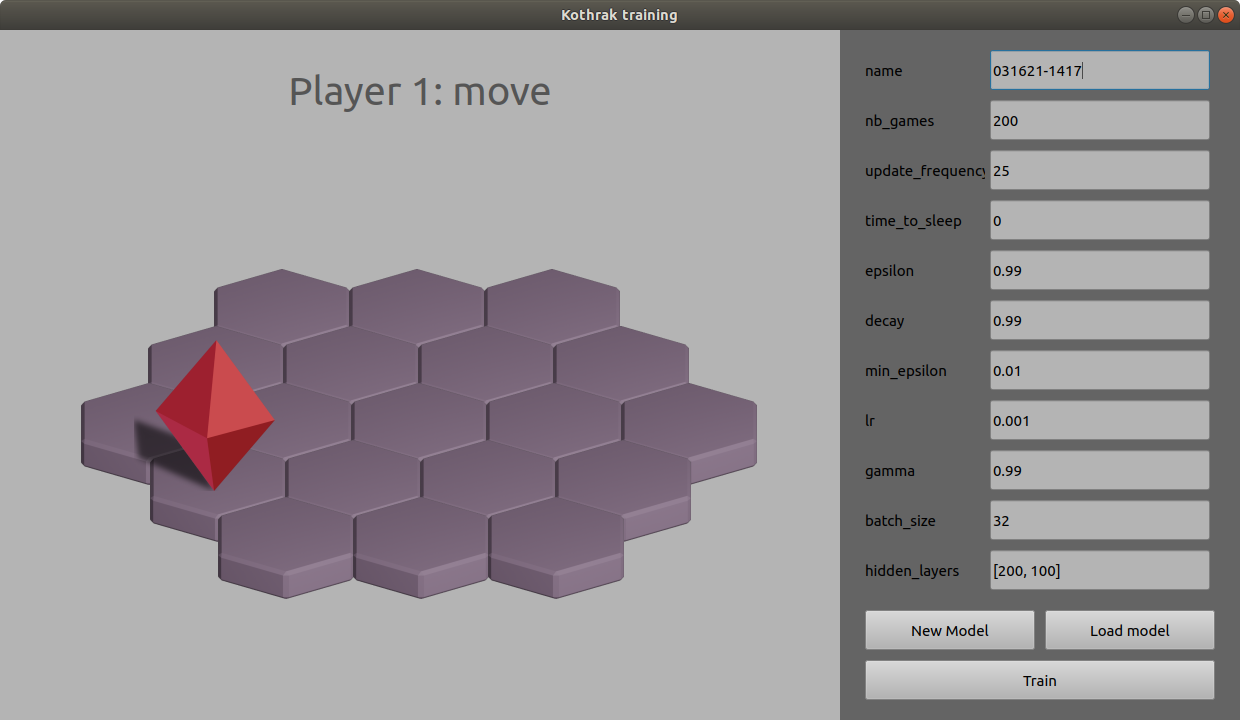 Kothrak training
Player 1: move
name 031621-1417
nb_games 200
update_frequency 25
time_to_sleep 0
epsilon 0.99
decay 0.99
min_epsilon 0.01
lr 0.001
gamma 0.99
batch_size 32
hidden_layers [200, 100]
New Model Load model
Train